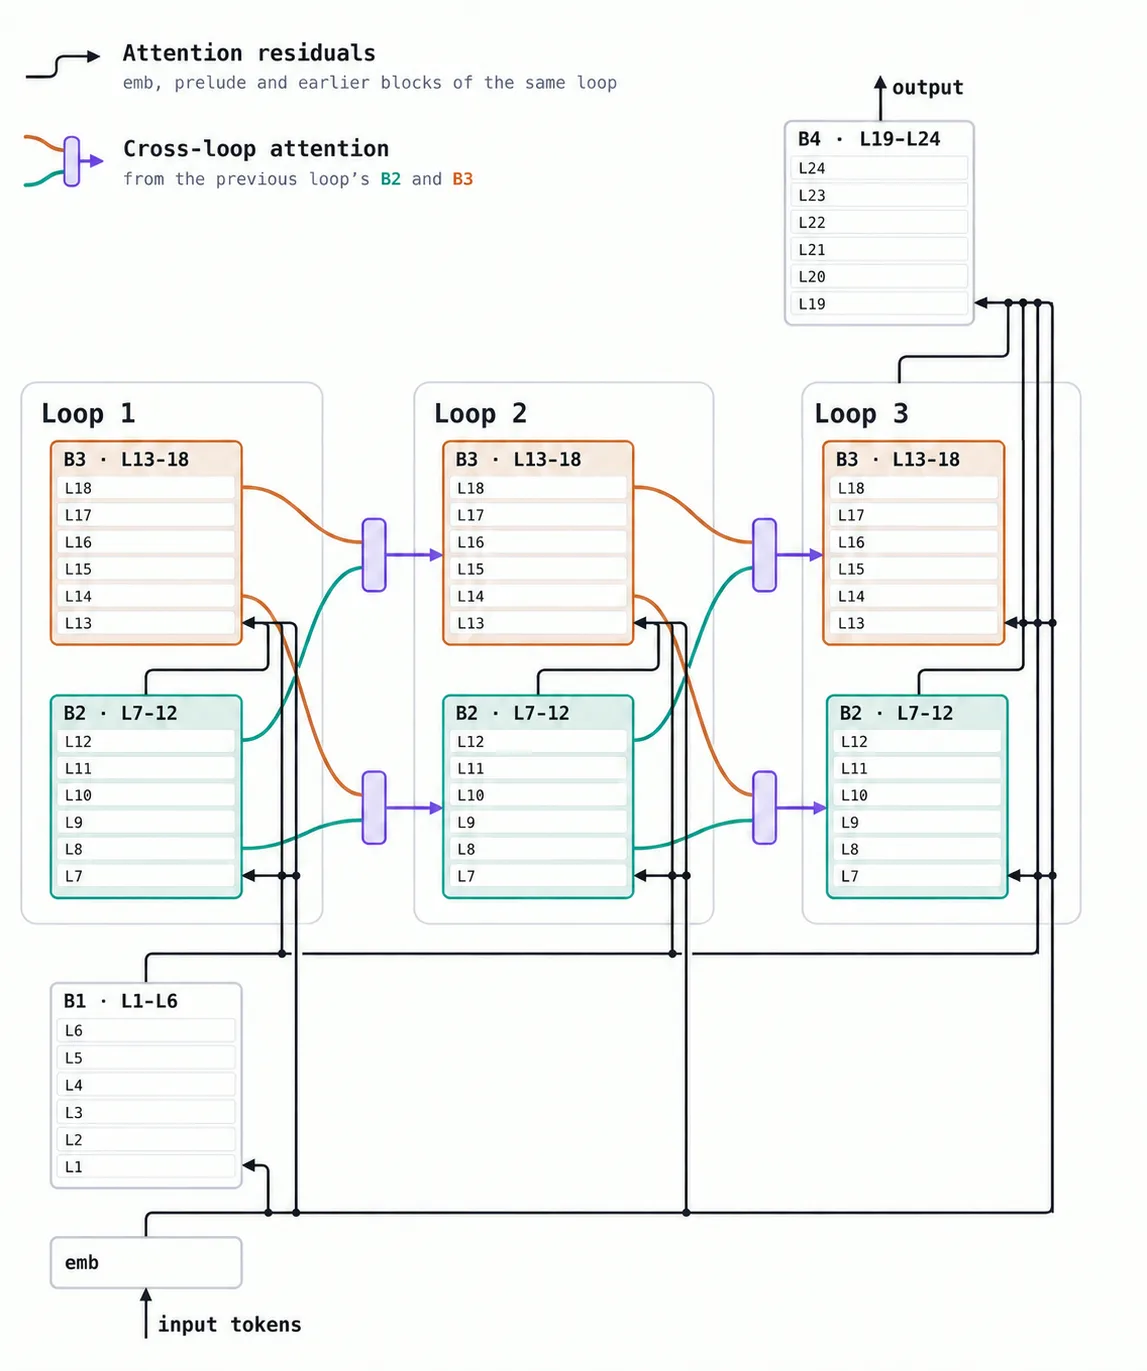 Attention residuals
emb, prelude and earlier blocks of the same loop
Cross-loop attention
from the previous loop’s B2 and B3
output
B4 · L19-L24
L24
L23
L22
L21
L20
L19
Loop 1
B3 · L13-18
L18
L17
L16
L15
L14
L13
B2 · L7-12
L12
L11
L10
L9
L8
L7
Loop 2
B3 · L13-18
L18
L17
L16
L15
L14
L13
B2 · L7-12
L12
L11
L10
L9
L8
L7
Loop 3
B3 · L13-18
L18
L17
L16
L15
L14
L13
B2 · L7-12
L12
L11
L10
L9
L8
L7
B1 · L1-L6
L6
L5
L4
L3
L2
L1
emb
input tokens